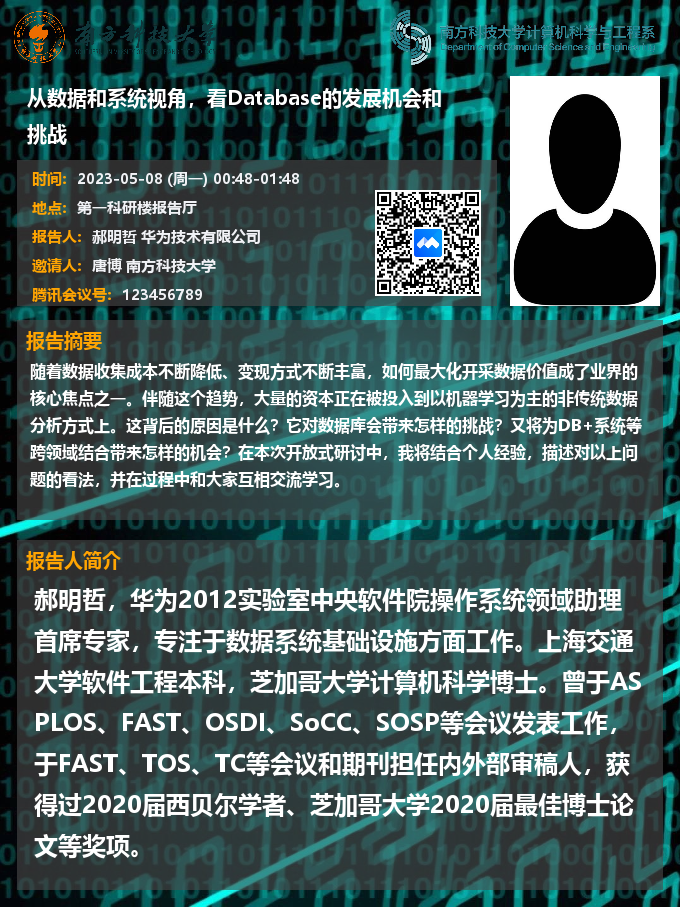 南方科技大学
南方科技大学计算机科学与工程系
Department of Computer Science and Engineering
从数据和系统视角，看Database的发展机会和
挑战
时间： 2023-05-08 (周一) 00:48-01:48
地点： 第一科研楼报告厅
报告人： 郝明哲 华为技术有限公司
邀请人： 唐博 南方科技大学
腾讯会议号： 123456789
报告摘要
随着数据收集成本不断降低、变现方式不断丰富，如何最大化开采数据价值成了业界的
核心焦点之一。伴随这个趋势，大量的资本正在被投入到以机器学习为主的非传统数据
分析方式上。这背后的原因是什么？它对数据库会带来怎样的挑战？又将为DB+系统等
跨领域结合带来怎样的机会？在本次开放式研讨中，我将结合个人经验，描述对以上问
题的看法，并在过程中和大家互相交流学习。
报告人简介
郝明哲，华为2012实验室中央软件院操作系统领域助理
首席专家，专注于数据系统基础设施方面工作。上海交通
大学软件工程本科，芝加哥大学计算机科学博士。曾于AS
PLOS、FAST、OSDI、SoCC、SOSP等会议发表工作，
于FAST、TOS、TC等会议和期刊担任内外部审稿人，获
得过2020届西贝尔学者、芝加哥大学2020届最佳博士论
文等奖项。